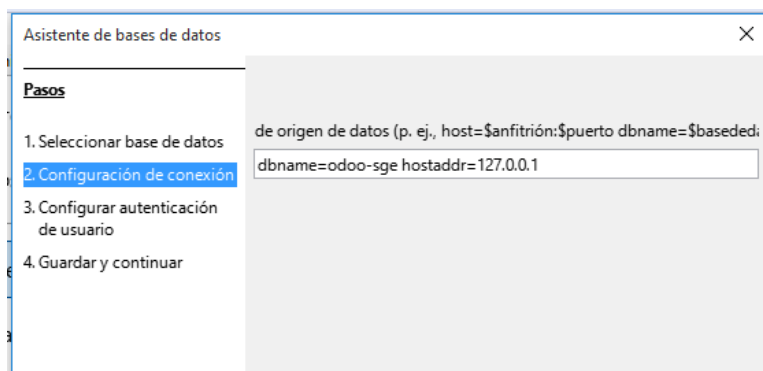 Asistente de bases de datos
Pasos
1. Seleccionar base de datos
2. Configuración de conexión
3. Configurar autenticación
de usuario
4. Guardar y continuar
de origen de datos (p. ej., host=$anfitrión:$puerto dbname=$baseded
dbname=odoo-sge hostaddr=127.0.0.1